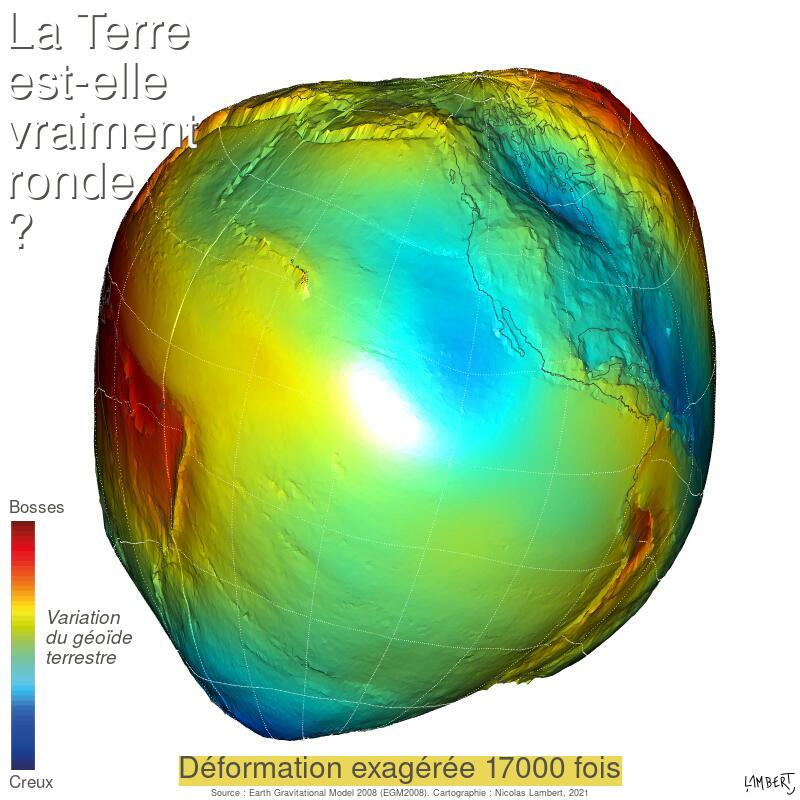 La Terre
est-elle
vraiment
ronde
?
Bosses
Variation
du géoïde
terrestre
Creux
Déformation exagérée 17000 fois
Source : Earth Gravitational Model 2008 (EGM2008). Cartographie : Nicolas Lambert, 2021
LAMBERT